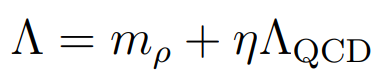 Λ = m_ρ + ηΛ_QCD